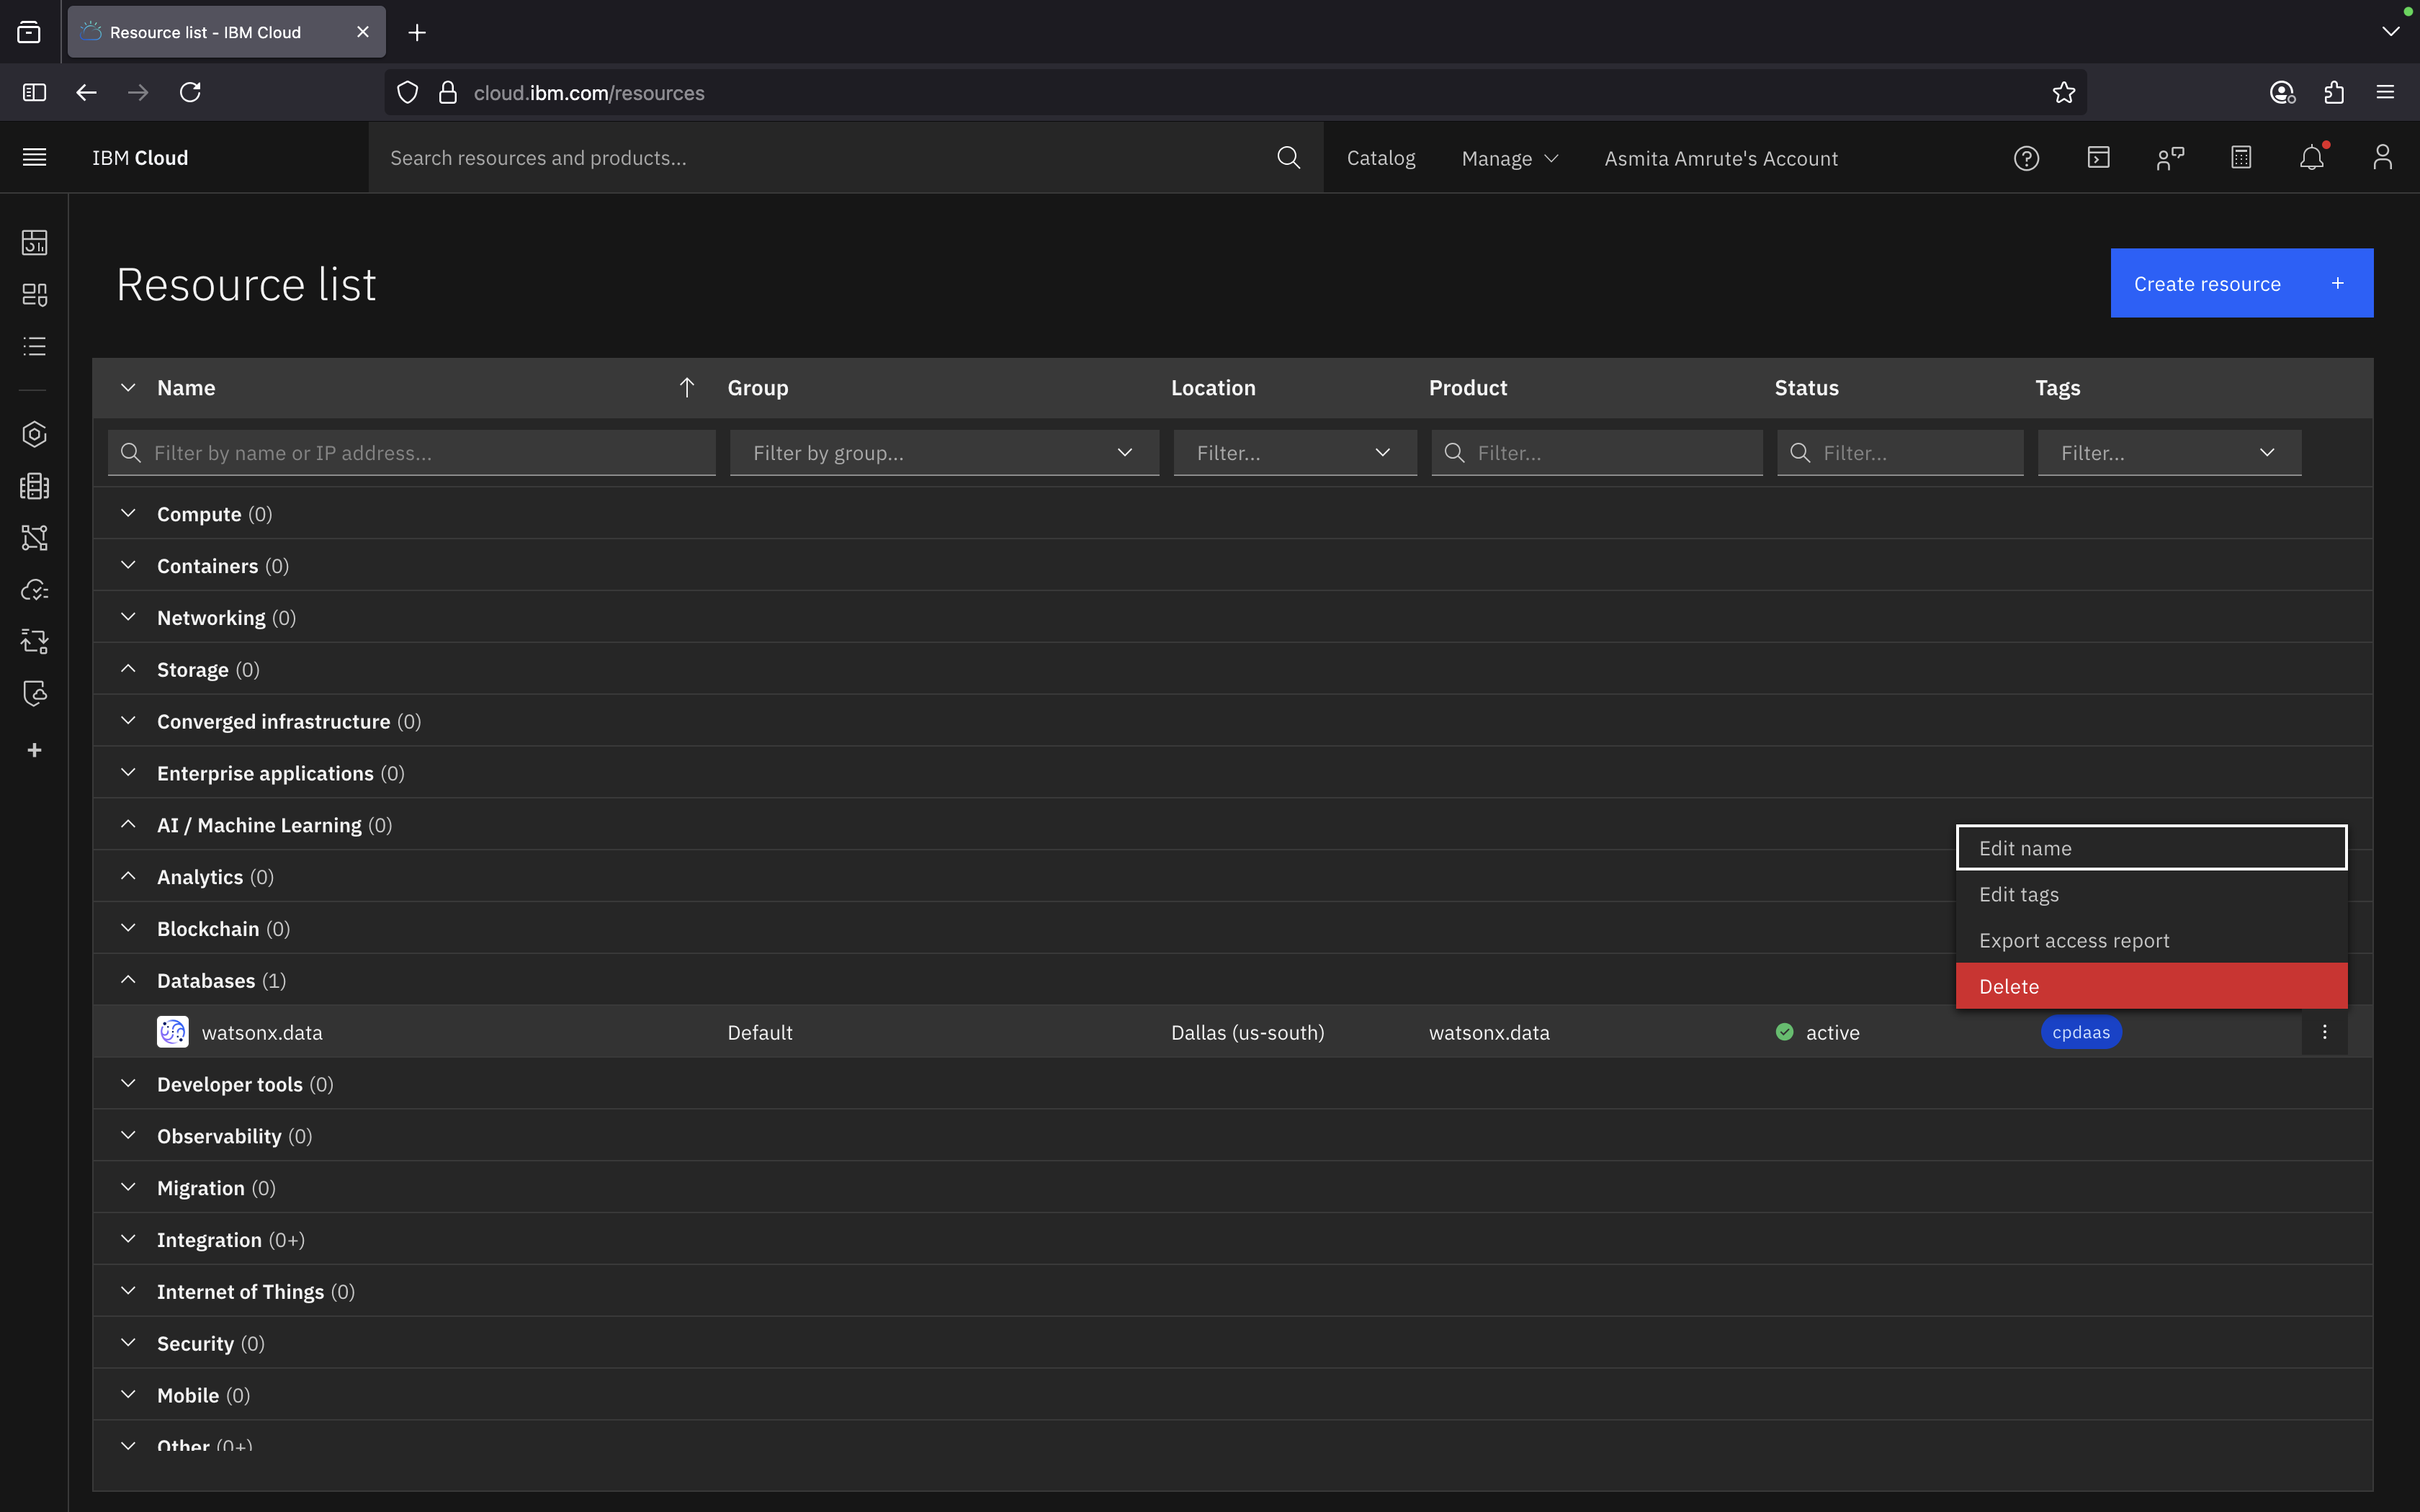 Resource list - IBM Cloud
cloud.ibm.com/resources
IBM Cloud
Search resources and products...
Catalog
Manage
Asmita Amrute's Account
Resource list
Create resource
Name
Group
Location
Product
Status
Tags
Filter by name or IP address...
Filter by group...
Filter...
Filter...
Filter...
Filter...
Compute (0)
Containers (0)
Networking (0)
Storage (0)
Converged infrastructure (0)
Enterprise applications (0)
AI / Machine Learning (0)
Analytics (0)
Blockchain (0)
Databases (1)
Edit name
Edit tags
Export access report
Delete
watsonx.data
Default
Dallas (us-south)
watsonx.data
active
cpdaas
Developer tools (0)
Observability (0)
Migration (0)
Integration (0+)
Internet of Things (0)
Security (0)
Mobile (0)
Other (0+)